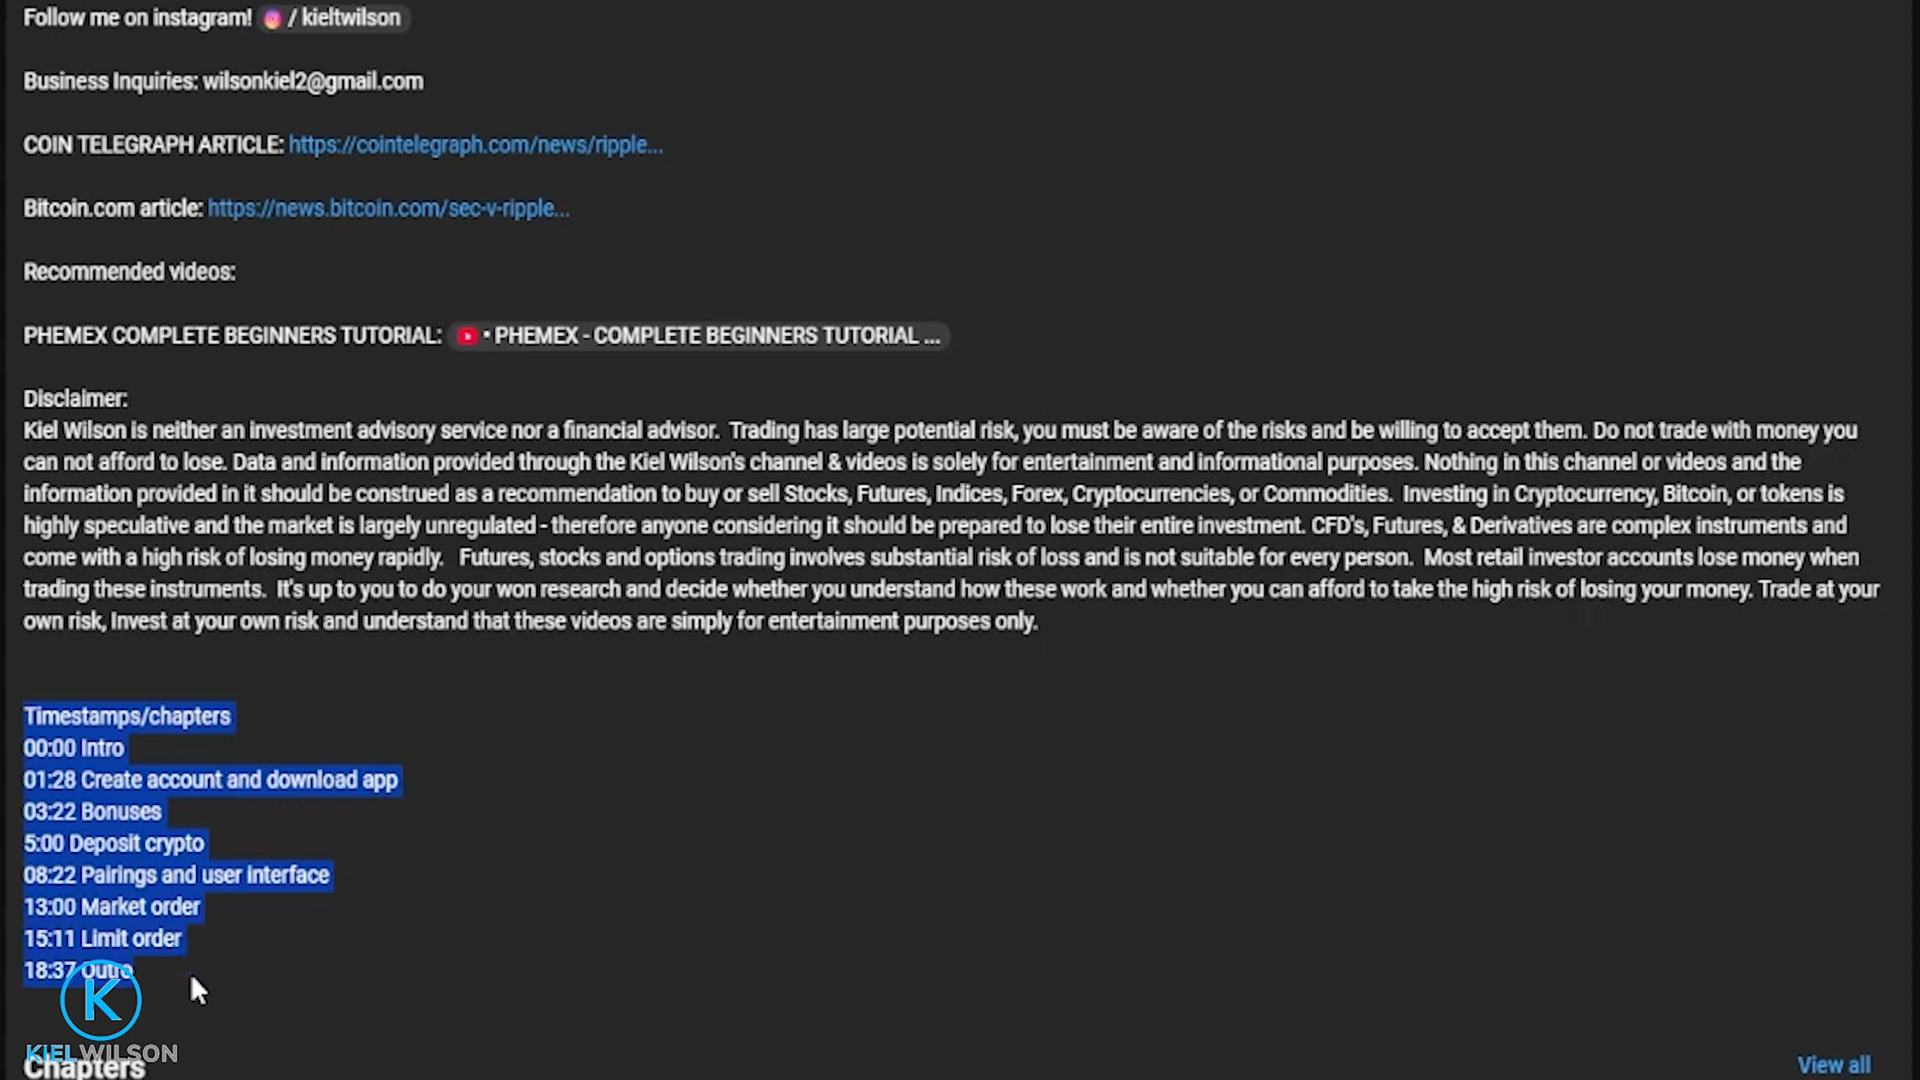 Follow me on instagram! / kieltwilson
Business Inquiries: wilsonkiel2@gmail.com
COIN TELEGRAPH ARTICLE: https://cointelegraph.com/news/ripple...
Bitcoin.com article: https://news.bitcoin.com/sec-v-ripple...
Recommended videos:
PHEMEX COMPLETE BEGINNERS TUTORIAL: • PHEMEX - COMPLETE BEGINNERS TUTORIAL ...
Disclaimer:
Kiel Wilson is neither an investment advisory service nor a financial advisor. Trading has large potential risk, you must be aware of the risks and be willing to accept them. Do not trade with money you
can not afford to lose. Data and information provided through the Kiel Wilson's channel & videos is solely for entertainment and informational purposes. Nothing in this channel or videos and the
information provided in it should be construed as a recommendation to buy or sell Stocks, Futures, Indices, Forex, Cryptocurrencies, or Commodities. Investing in Cryptocurrency, Bitcoin, or tokens is
highly speculative and the market is largely unregulated - therefore anyone considering it should be prepared to lose their entire investment. CFD's, Futures, & Derivatives are complex instruments and
come with a high risk of losing money rapidly. Futures, stocks and options trading involves substantial risk of loss and is not suitable for every person. Most retail investor accounts lose money when
trading these instruments. It's up to you to do your won research and decide whether you understand how these work and whether you can afford to take the high risk of losing your money. Trade at your
own risk, Invest at your own risk and understand that these videos are simply for entertainment purposes only.
Timestamps/chapters
00:00 Intro
01:28 Create account and download app
03:22 Bonuses
5:00 Deposit crypto
08:22 Pairings and user interface
13:00 Market order
15:11 Limit order
18:37 Outro
K
KIELWILSON
Chapters
View all